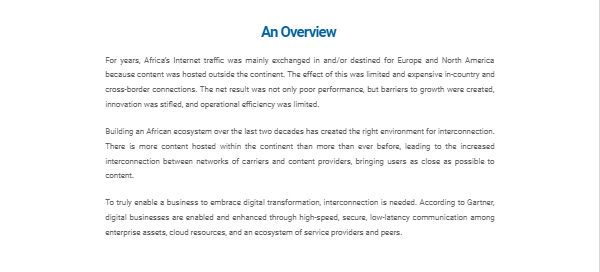 An Overview
For years, Africa's Internet traffic was mainly exchanged in and/or destined for Europe and North America
because content was hosted outside the continent. The effect of this was limited and expensive in-country and
cross-border connections. The net result was not only poor performance, but barriers to growth were created,
innovation was stifled, and operational efficiency was limited.
Building an African ecosystem over the last two decades has created the right environment for interconnection.
There is more content hosted within the continent than more than ever before, leading to the increased
interconnection between networks of carriers and content providers, bringing users as close as possible to
content.
To truly enable a business to embrace digital transformation, interconnection is needed. According to Gartner,
digital businesses are enabled and enhanced through high-speed, secure, low-latency communication among
enterprise assets, cloud resources, and an ecosystem of service providers and peers.